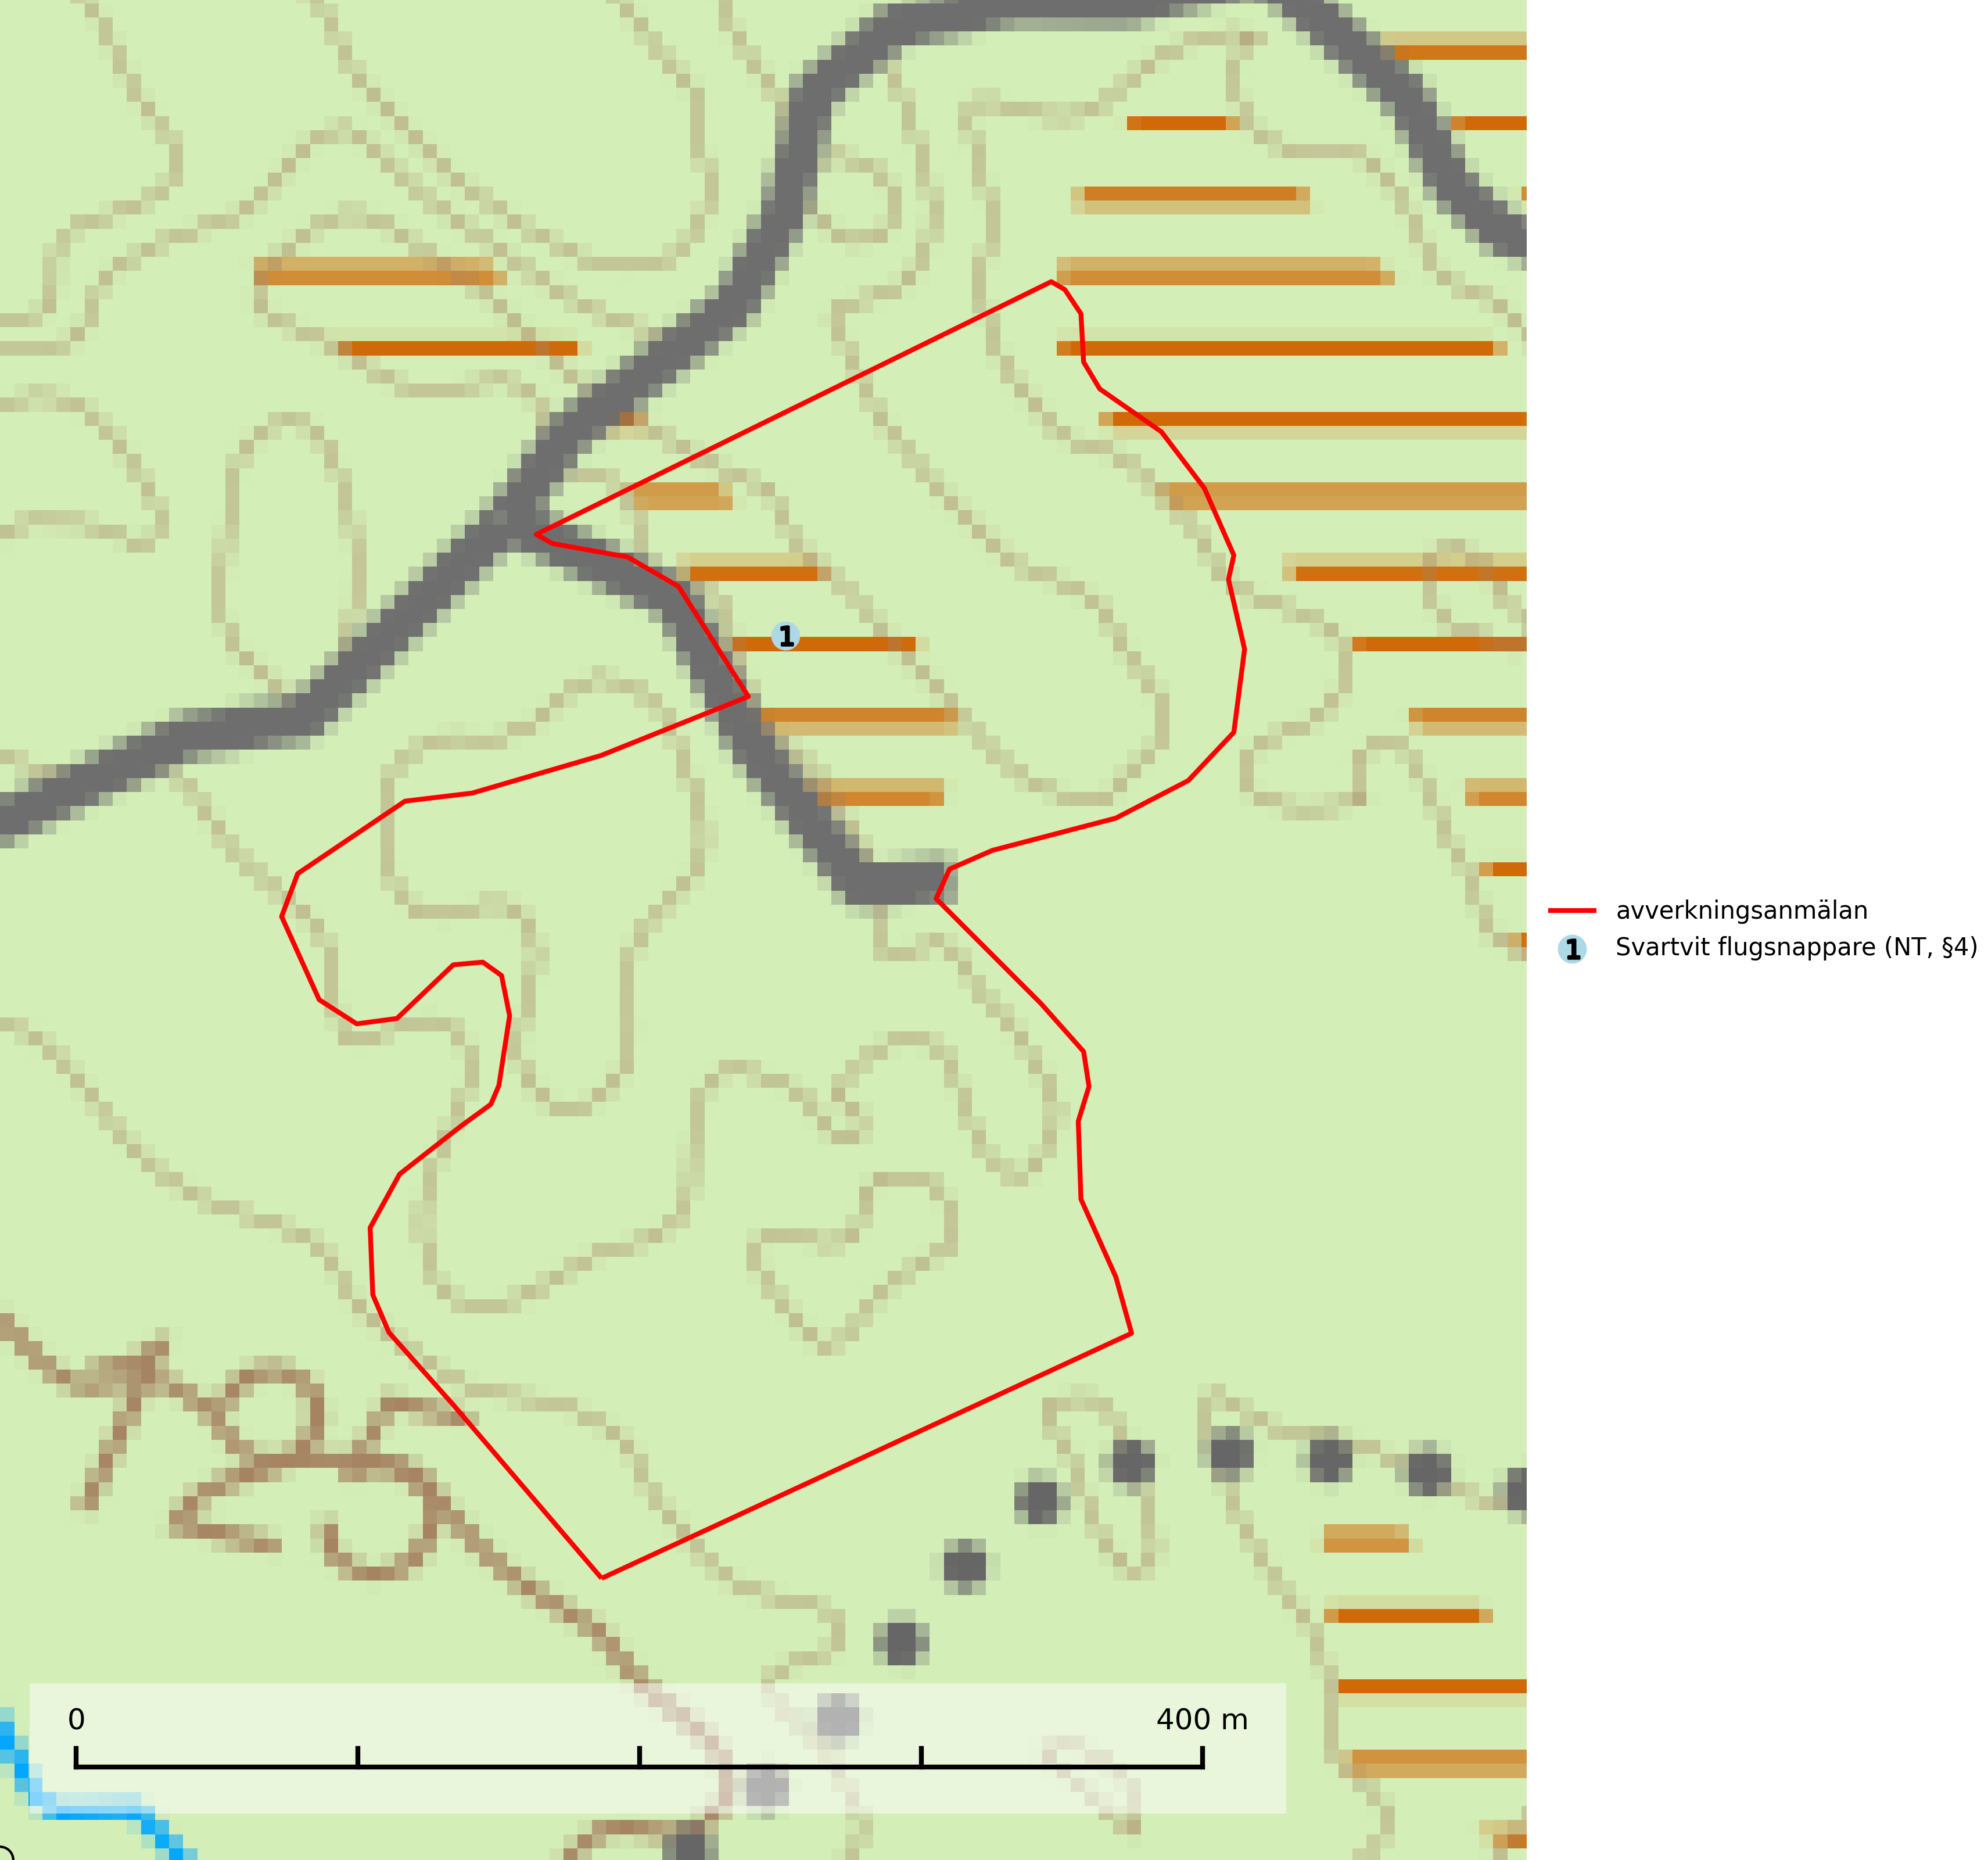 1
avverkningsanmälan
1 Svartvit flugsnappare (NT, §4)
0 400 m